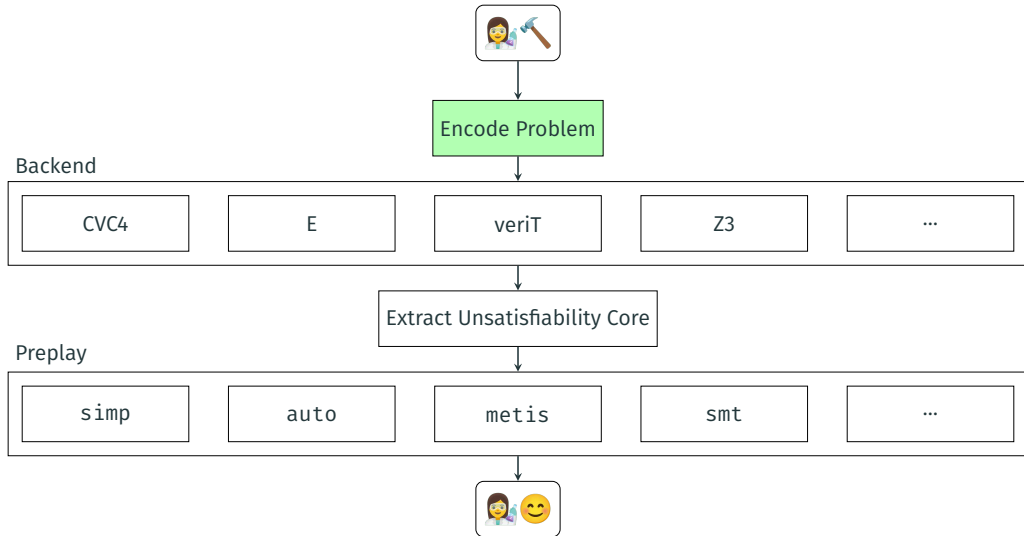 Encode Problem
Backend
CVC4
E
veriT
Z3
...
Extract Unsatisfiability Core
Preplay
simp
auto
metis
smt
...